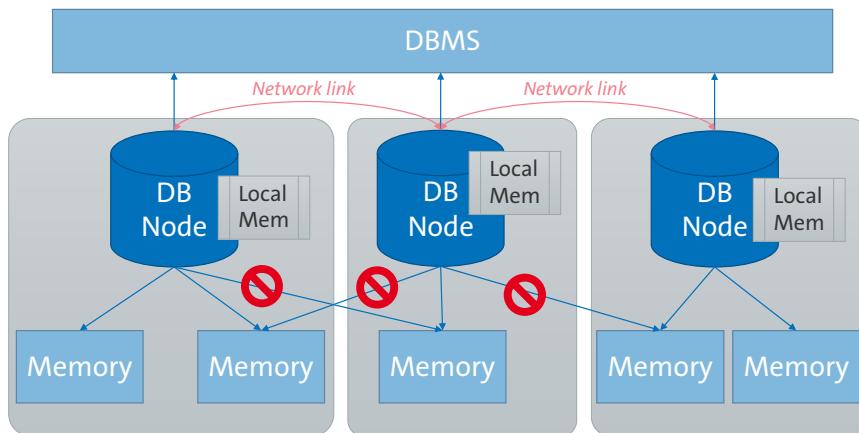 DBMS
Network link
Network link
DB
Node
Local
Mem
DB
Node
Local
Mem
DB
Node
Local
Mem
Memory
Memory
Memory
Memory
Memory